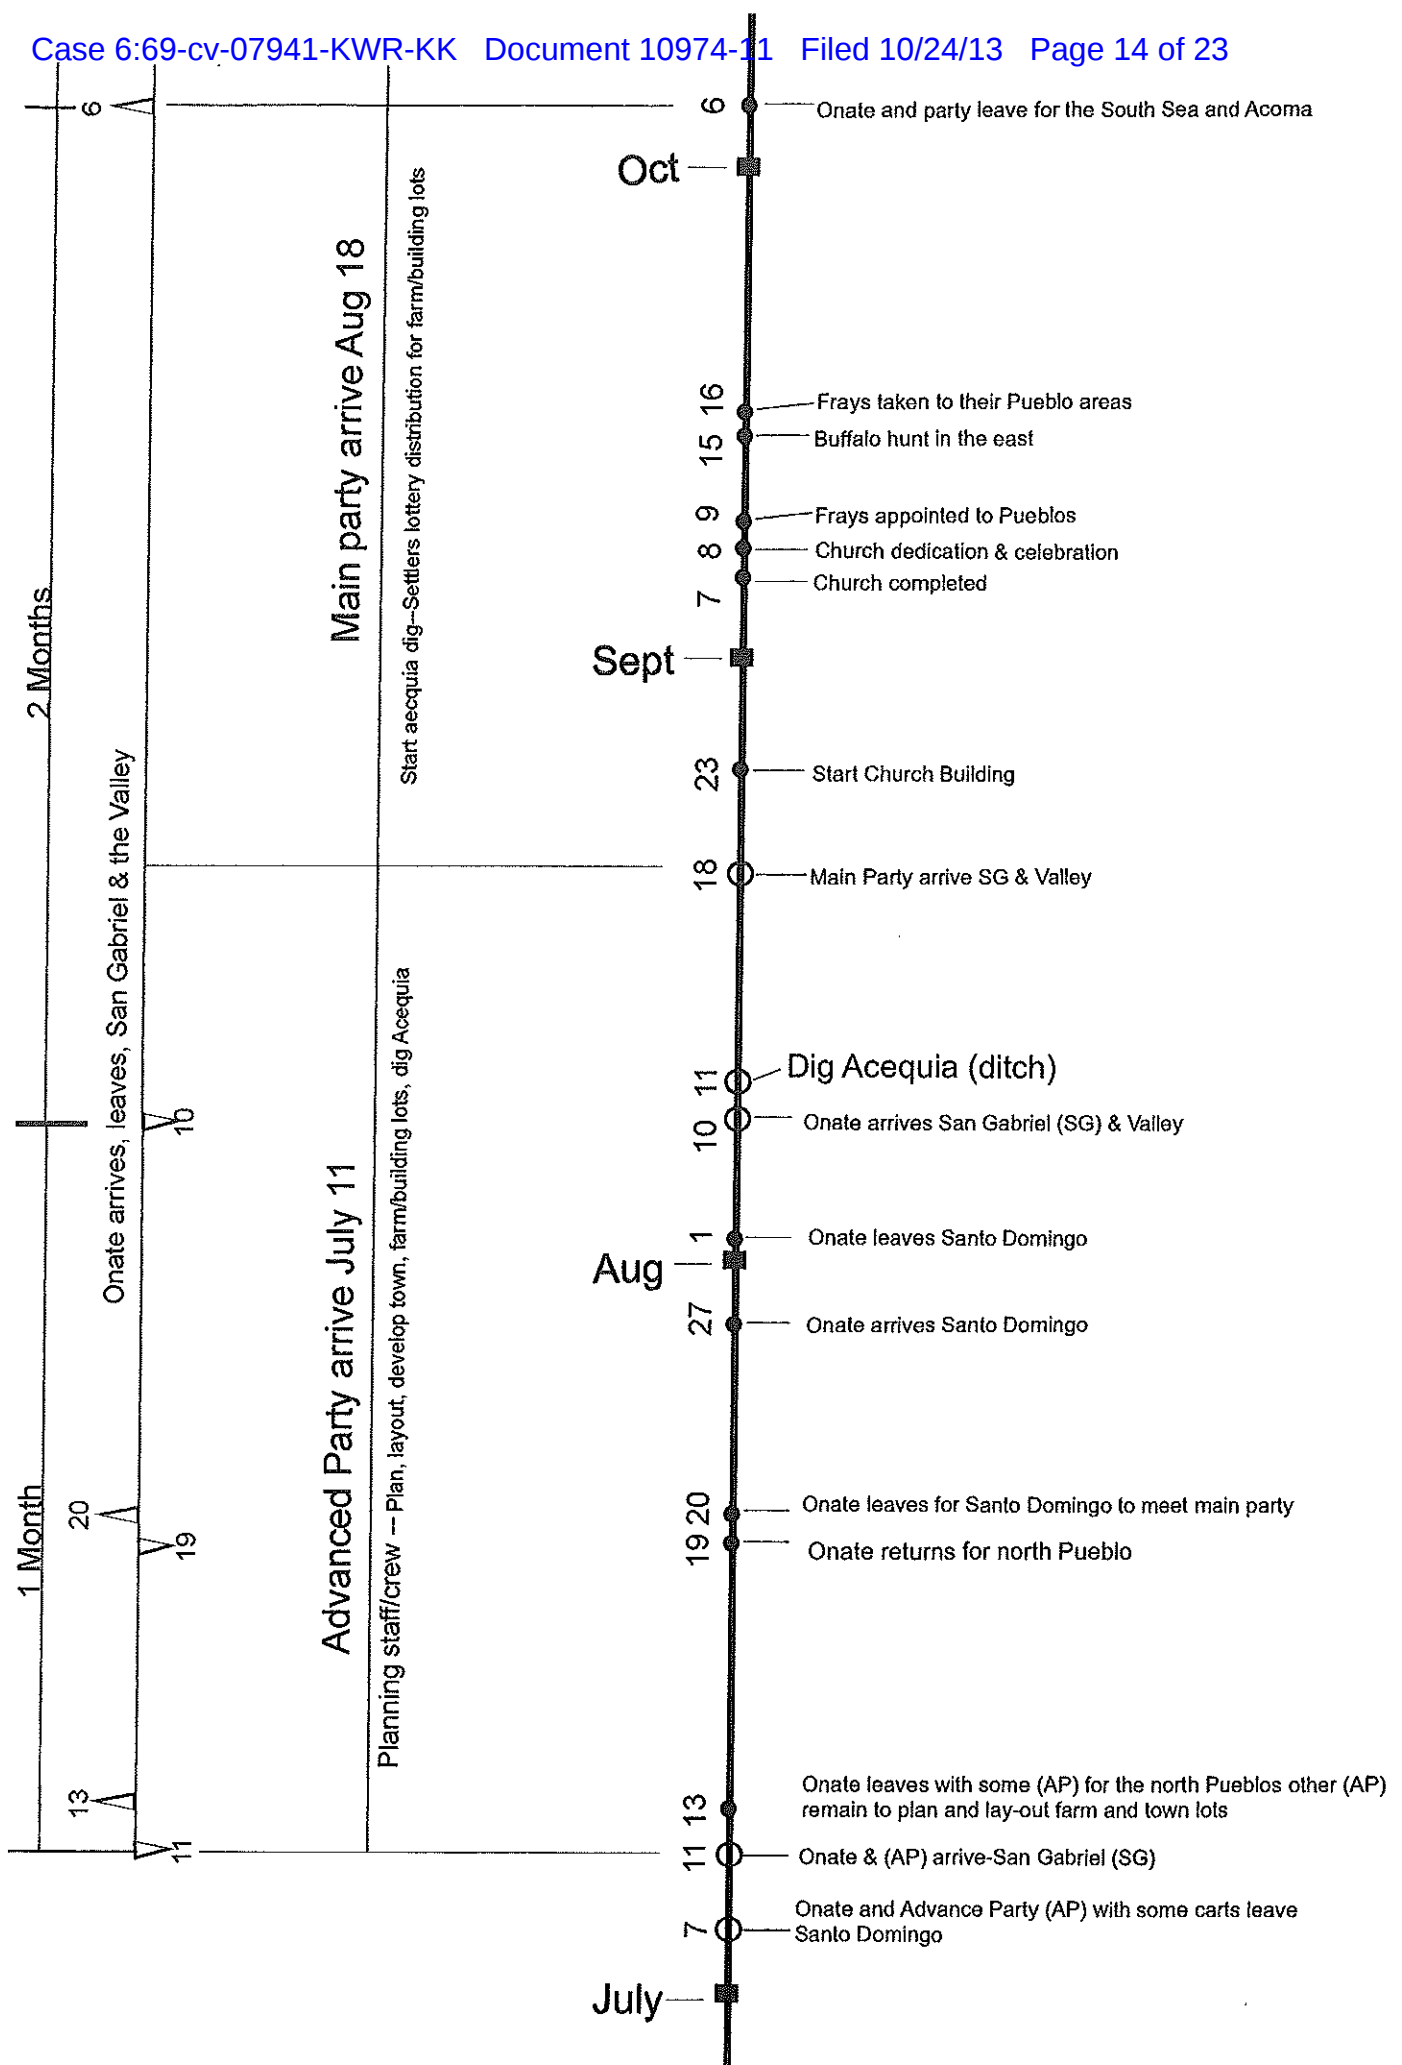 Case 6:69-cv-07941-KWR-KK Document 10974-11 Filed 10/24/13 Page 14 of 23
6
6
Onate and party leave for the South Sea and Acoma
Oct
16
Frays taken to their Pueblo areas
15
Buffalo hunt in the east
9
Frays appointed to Pueblos
8
Church dedication & celebration
7
Church completed
Sept
23
Start Church Building
18
Main Party arrive SG & Valley
11
Dig Acequia (ditch)
10
Onate arrives San Gabriel (SG) & Valley
1
Onate leaves Santo Domingo
Aug
27
Onate arrives Santo Domingo
20
Onate leaves for Santo Domingo to meet main party
19
Onate returns for north Pueblo
13
Onate leaves with some (AP) for the north Pueblos other (AP)
remain to plan and lay-out farm and town lots
11
Onate & (AP) arrive-San Gabriel (SG)
7
Onate and Advance Party (AP) with some carts leave
Santo Domingo
July
2 Months
1 Month
Onate arrives, leaves, San Gabriel & the Valley
10
20
19
13
11
Main party arrive Aug 18
Start aecquia dig--Settlers lottery distribution for farm/building lots
Advanced Party arrive July 11
Planning staff/crew -- Plan, layout, develop town, farm/building lots, dig Acequia